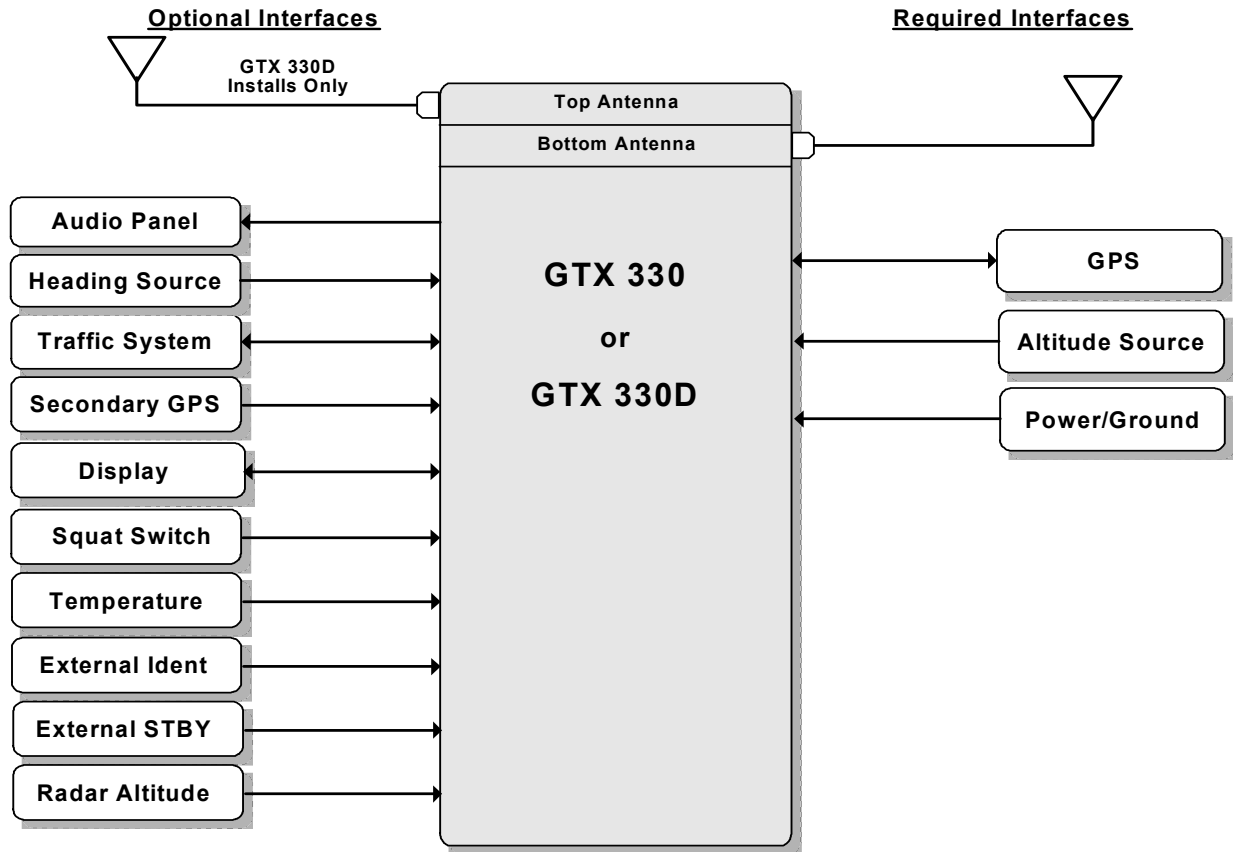 Optional Interfaces
Required Interfaces
GTX 330D
Installs Only
Top Antenna
Bottom Antenna
Audio Panel
Heading Source
Traffic System
Secondary GPS
Display
Squat Switch
Temperature
External Ident
External STBY
Radar Altitude
GTX 330
or
GTX 330D
GPS
Altitude Source
Power/Ground